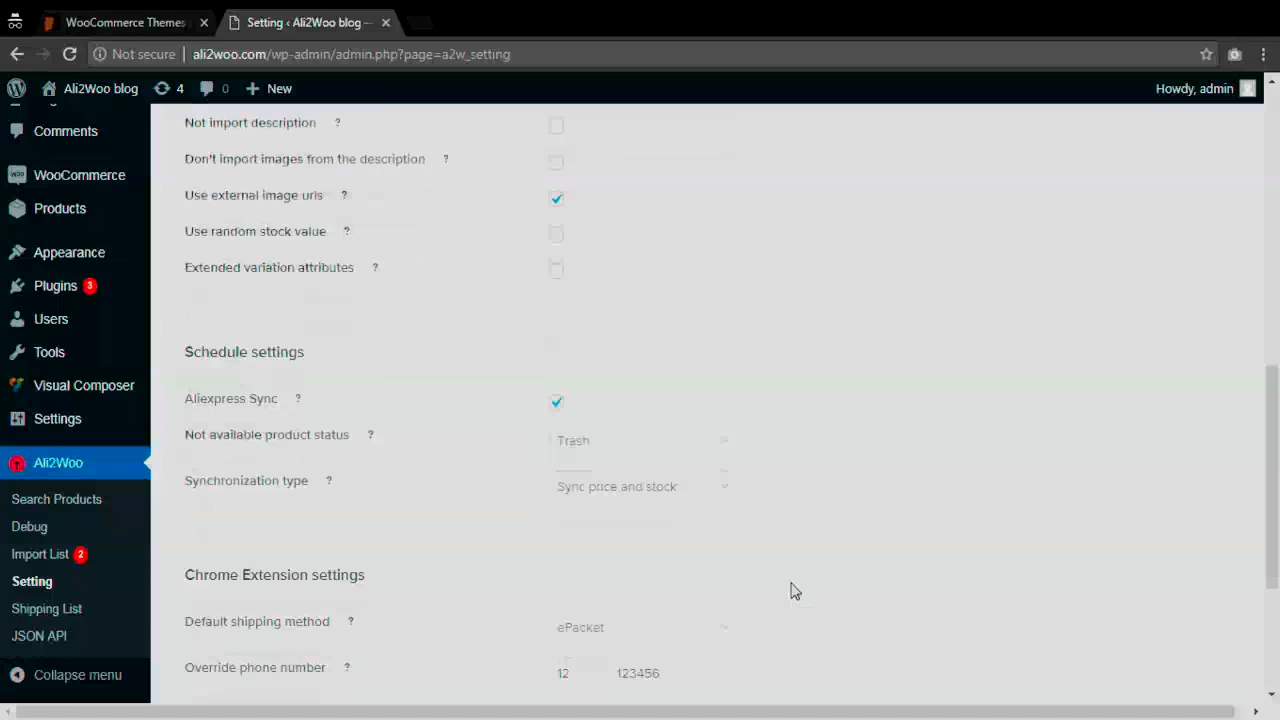 WooCommerce Themes
Setting ‹ Ali2Woo blog —
Not secure
ali2woo.com/wp-admin/admin.php?page=a2w_setting
Ali2Woo blog
4
0
New
Howdy, admin
Comments
WooCommerce
Products
Appearance
Plugins 3
Users
Tools
Visual Composer
Settings
Ali2Woo
Search Products
Debug
Import List 2
Setting
Shipping List
JSON API
Collapse menu
Not import description ?
Don't import images from the description ?
Use external image urls ?
Use random stock value ?
Extended variation attributes ?
Schedule settings
Aliexpress Sync ?
Not available product status ? Trash
Synchronization type ? Sync price and stock
Chrome Extension settings
Default shipping method ? ePacket
Override phone number ? 12 123456